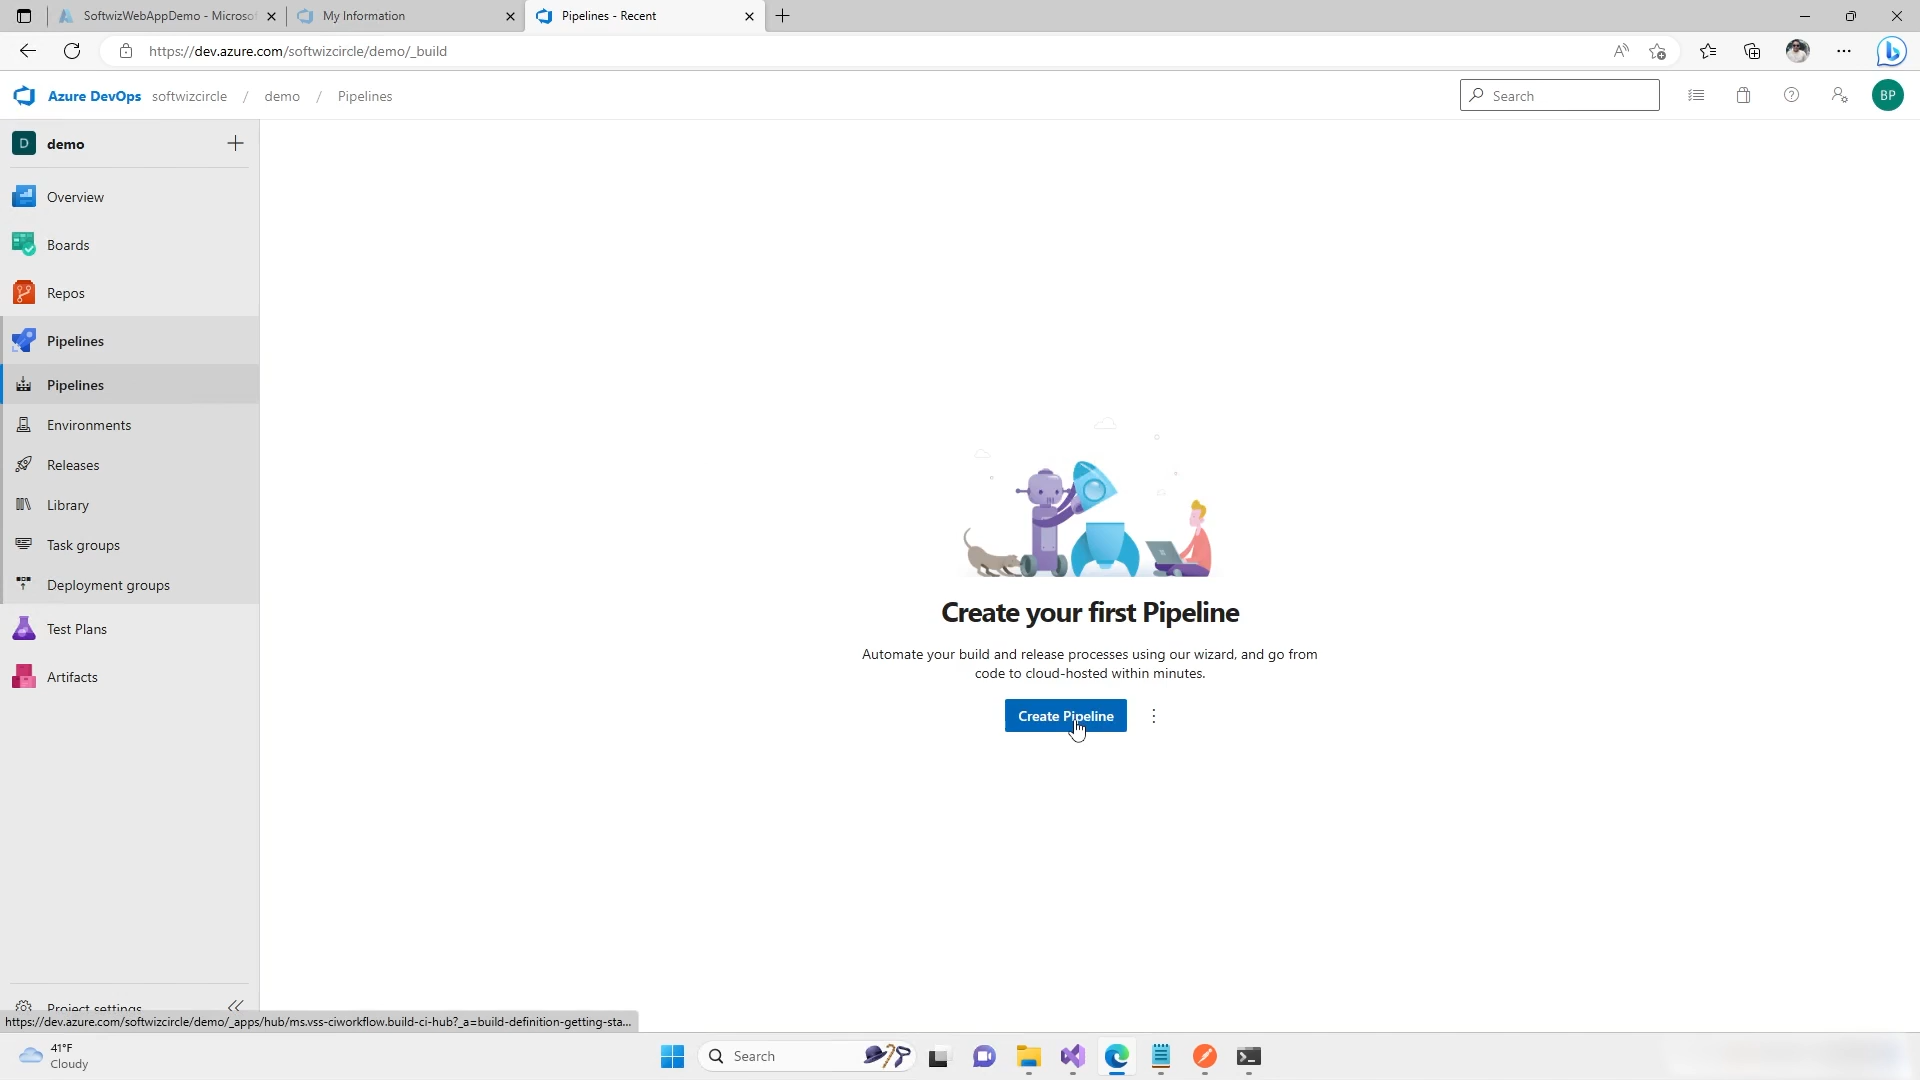 SoftwizWebAppDemo - Microsof
My Information
Pipelines - Recent
https://dev.azure.com/softwizcircle/demo/_build
Azure DevOps softwizcircle / demo / Pipelines
Search
BP
D demo
Overview
Boards
Repos
Pipelines
Pipelines
Environments
Releases
Library
Task groups
Deployment groups
Test Plans
Artifacts
Create your first Pipeline
Automate your build and release processes using our wizard, and go from
code to cloud-hosted within minutes.
Create Pipeline
Project settings
https://dev.azure.com/softwizcircle/demo/_apps/hub/ms.vss-ciworkflow.build-ci-hub?_a=build-definition-getting-sta...
41°F
Cloudy
Search